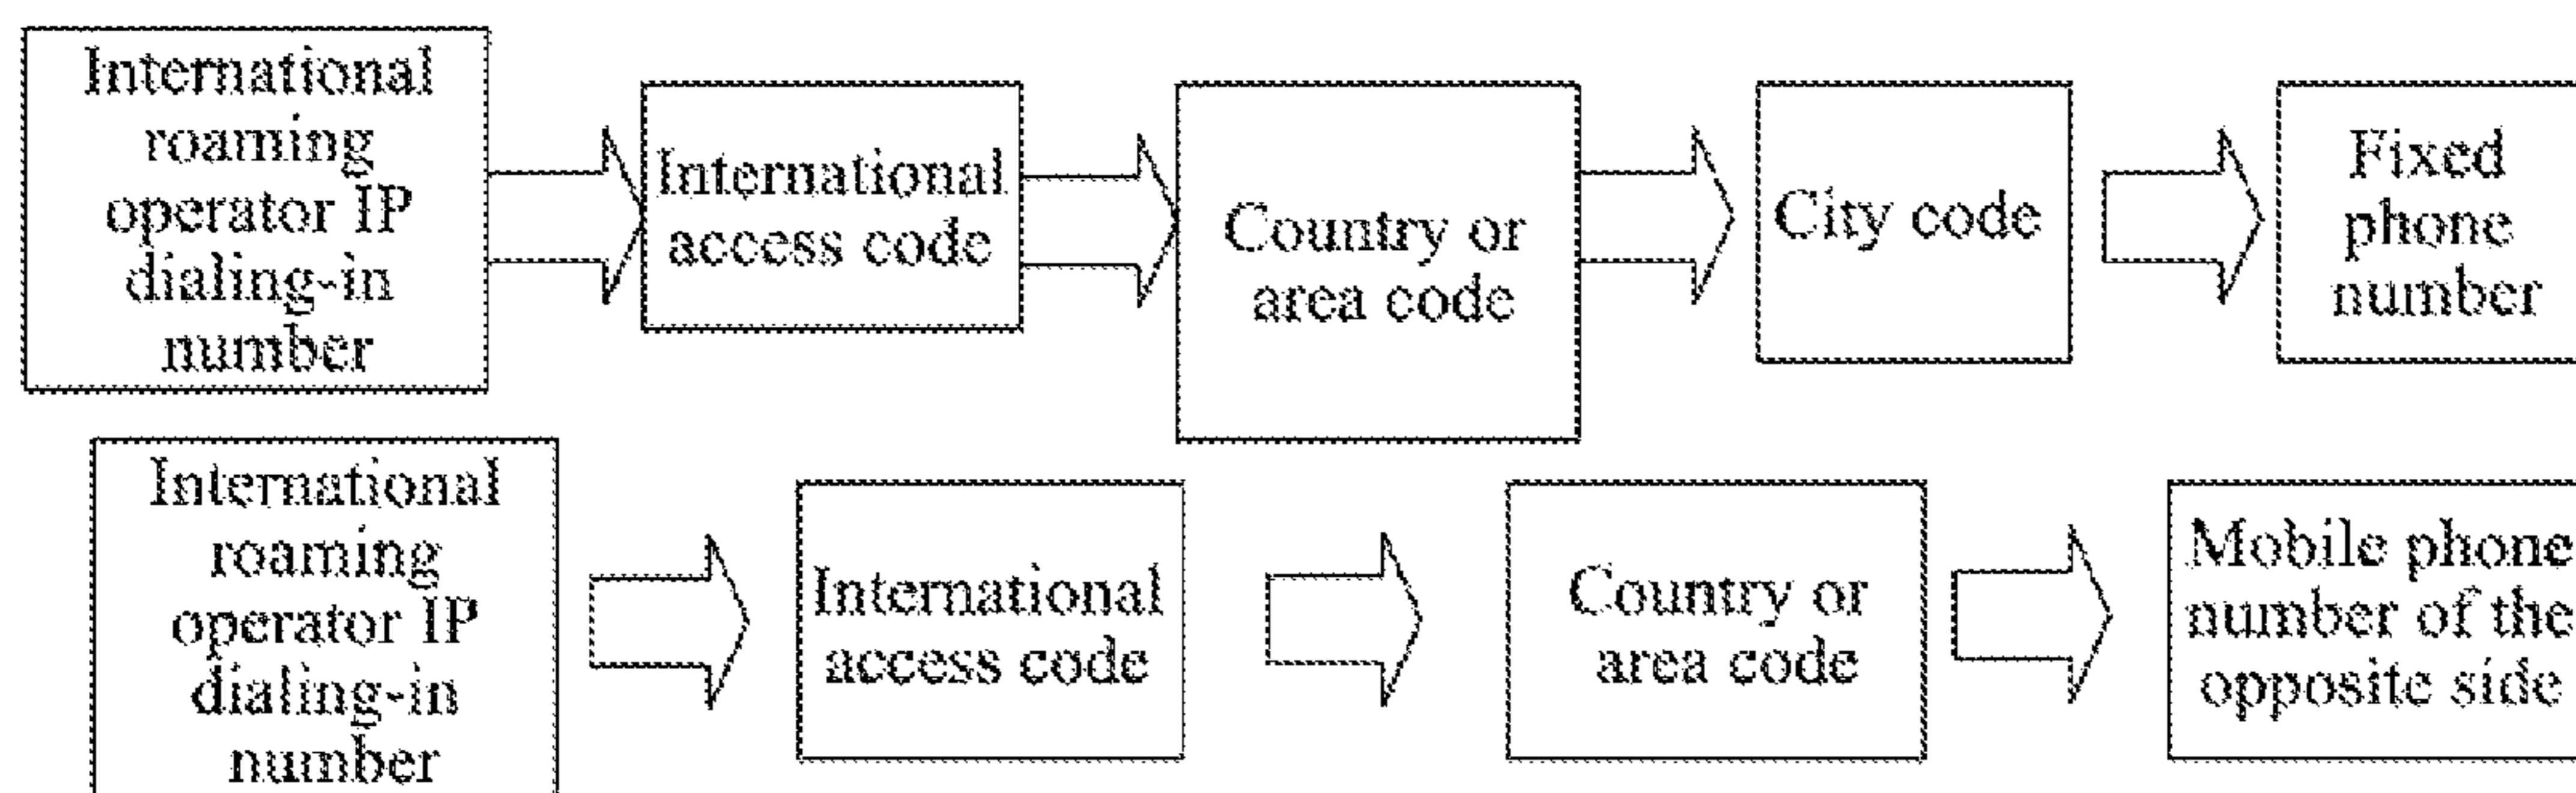 International
roaming
operator IP
dialing-in
number
International
access code
Country or
area code
City code
Fixed
phone
number
International
roaming
operator IP
dialing-in
number
International
access code
Country or
area code
Mobile phone
number of the
opposite side